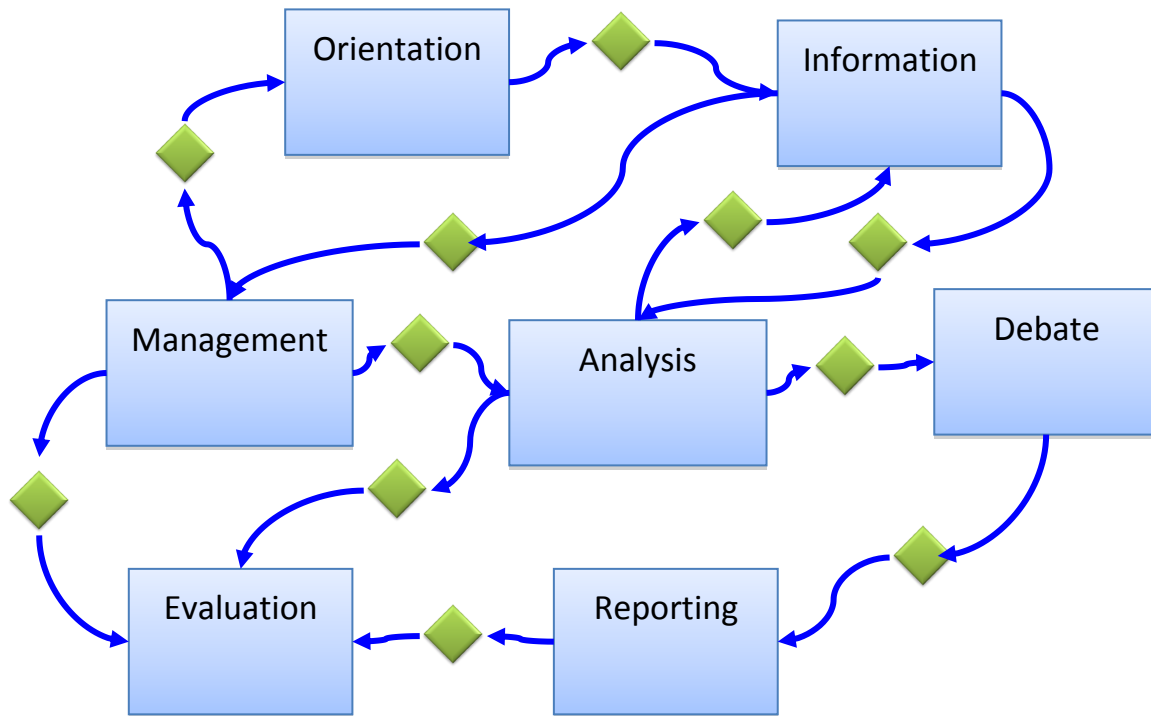 Orientation
Information
Management
Analysis
Debate
Evaluation
Reporting